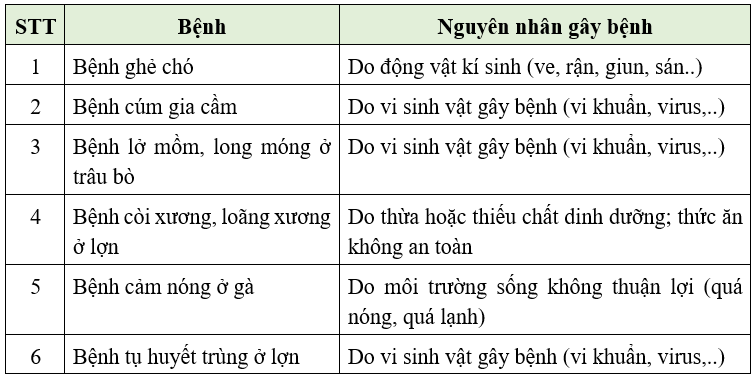 STT Bệnh Nguyên nhân gây bệnh
1 Bệnh ghẻ chó Do động vật kí sinh (ve, rận, giun, sán..)
2 Bệnh cúm gia cầm Do vi sinh vật gây bệnh (vi khuẩn, virus,..)
3 Bệnh lở mồm, long móng ở Do vi sinh vật gây bệnh (vi khuẩn, virus,..)
trâu bò
4 Bệnh còi xương, loãng xương Do thừa hoặc thiếu chất dinh dưỡng; thức ăn
ở lợn không an toàn
5 Bệnh cảm nóng ở gà Do môi trường sống không thuận lợi (quá
nóng, quá lạnh)
6 Bệnh tụ huyết trùng ở lợn Do vi sinh vật gây bệnh (vi khuẩn, virus,..)